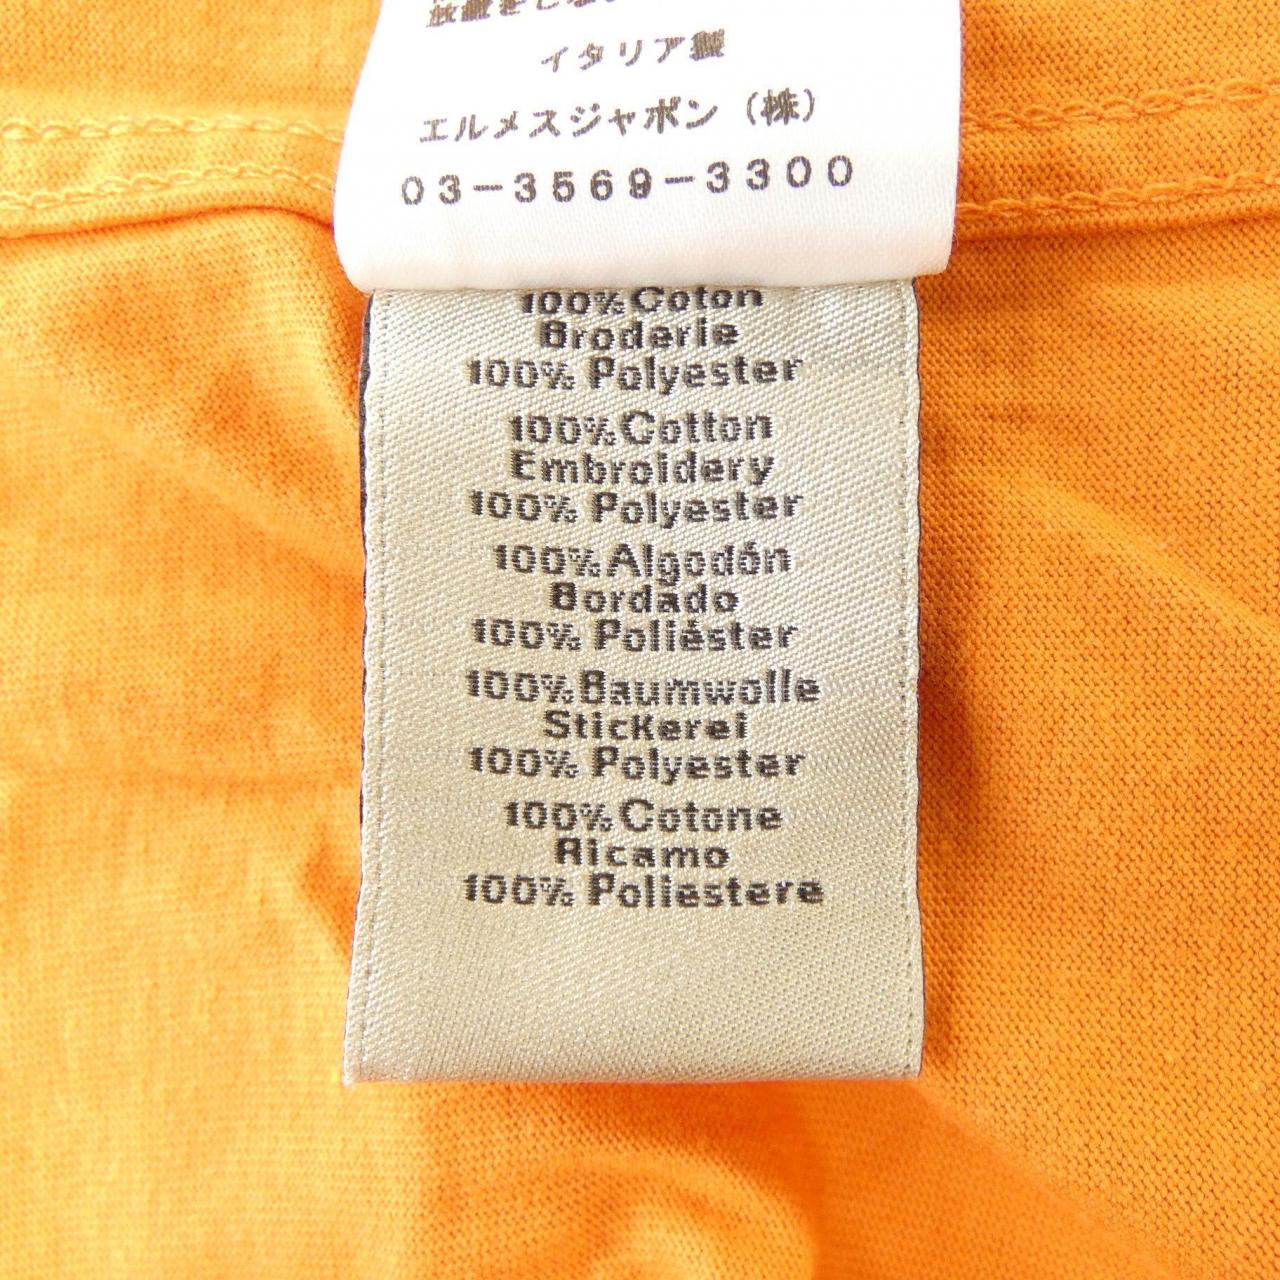 イタリア製
エルメスジャポン（株）
03-3569-3300
100%Coton
Broderie
100% Polyester
100%Cotton
Embroidery
100% Polyester
100%Algodón
Bordado
100% Poliéster
100%Baumwolle
Stickerei
100% Polyester
100%Cotone
Ricamo
100% Poliestere